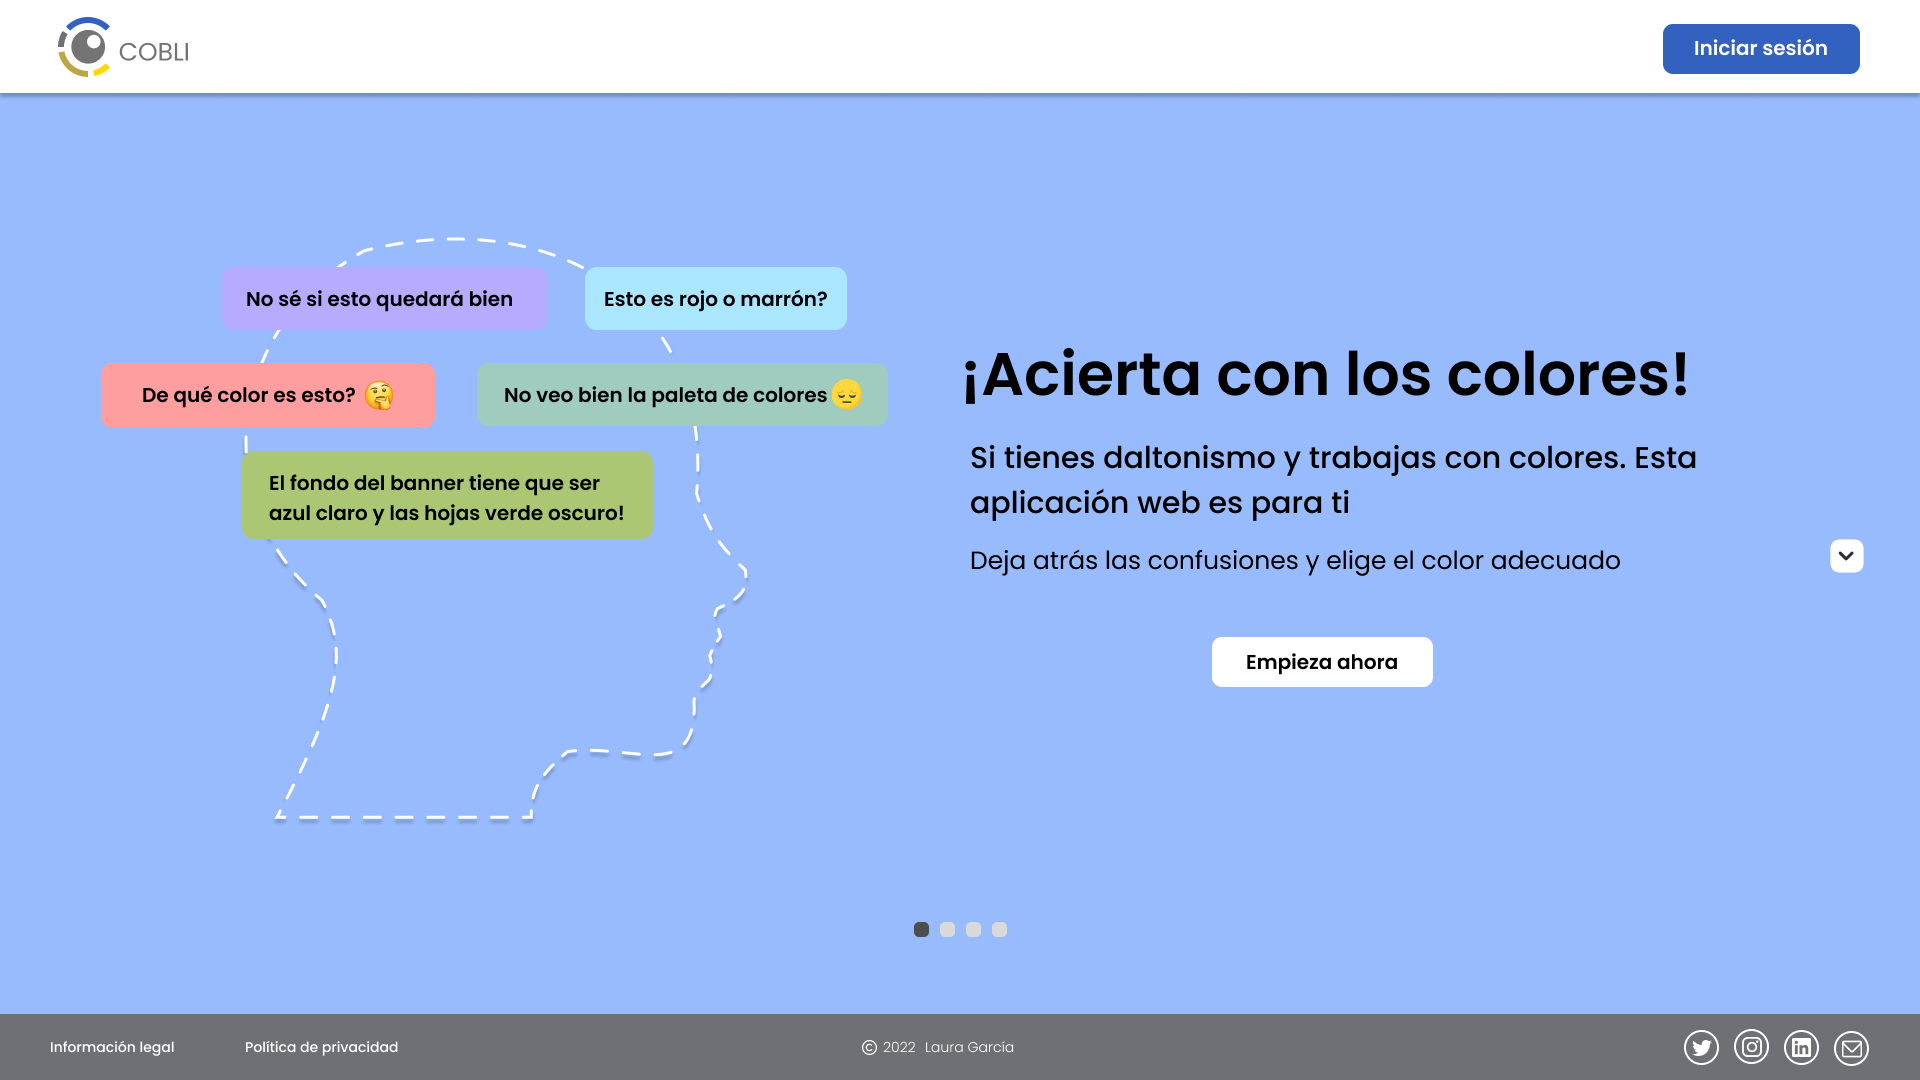 COBLI
Iniciar sesión
No sé si esto quedará bien
Esto es rojo o marrón?
De qué color es esto? 🤔
No veo bien la paleta de colores 😔
El fondo del banner tiene que ser
azul claro y las hojas verde oscuro!
¡Acierta con los colores!
Si tienes daltonismo y trabajas con colores. Esta
aplicación web es para ti
Deja atrás las confusiones y elige el color adecuado
Empieza ahora
Información legal
Política de privacidad
© 2022 Laura García